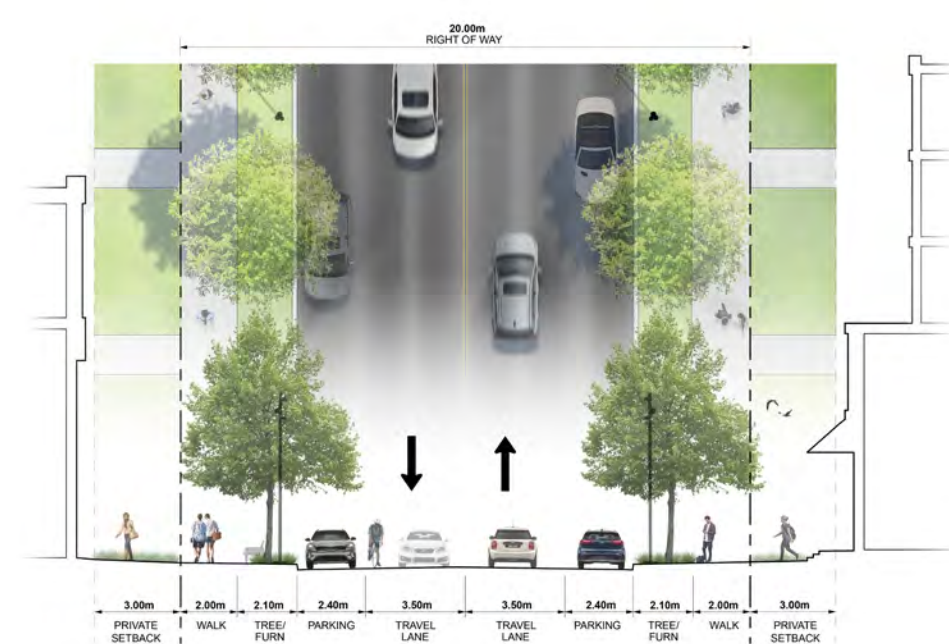 20.00m
RIGHT OF WAY
3.00m 2.00m 2.10m 2.40m 3.50m 3.50m 2.40m 2.10m 2.00m 3.00m
PRIVATE WALK TREE/ PARKING TRAVEL TRAVEL PARKING TREE/ WALK PRIVATE
SETBACK FURN LANE LANE FURN SETBACK